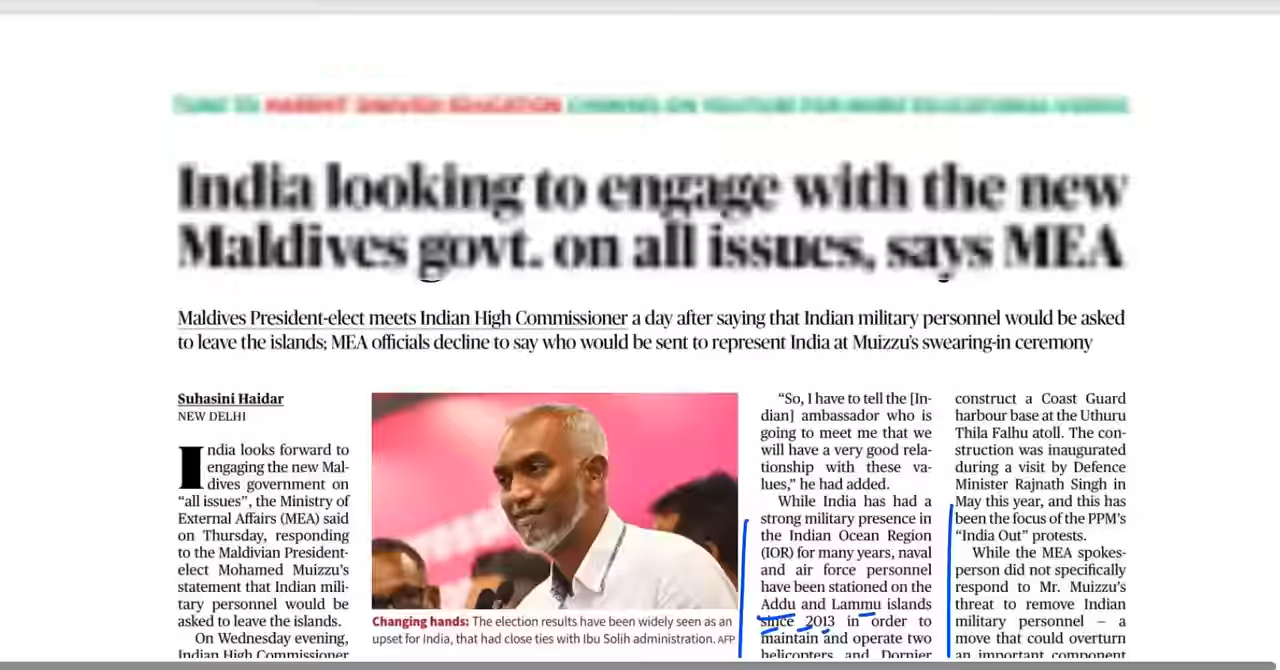 India looking to engage with the new
Maldives govt. on all issues, says MEA
Maldives President-elect meets Indian High Commissioner a day after saying that Indian military personnel would be asked
to leave the islands; MEA officials decline to say who would be sent to represent India at Muizzu's swearing-in ceremony
Suhasini Haidar
NEW DELHI
India looks forward to
engaging the new Mal-
dives government on
“all issues”, the Ministry of
External Affairs (MEA) said
on Thursday, responding
to the Maldivian President-
elect Mohamed Muizzu’s
statement that Indian mili-
tary personnel would be
asked to leave the islands.
On Wednesday evening,
Indian High Commissioner
Changing hands: The election results have been widely seen as an
upset for India, that had close ties with Ibu Solih administration. AFP
“So, I have to tell the [In-
dian] ambassador who is
going to meet me that we
will have a very good rela-
tionship with these va-
lues,” he had added.
While India has had a
strong military presence in
the Indian Ocean Region
(IOR) for many years, naval
and air force personnel
have been stationed on the
Addu and Lammu islands
since 2013 in order to
maintain and operate two
helicopters and Dornier
construct a Coast Guard
harbour base at the Uthuru
Thila Falhu atoll. The con-
struction was inaugurated
during a visit by Defence
Minister Rajnath Singh in
May this year, and this has
been the focus of the PPM’s
“India Out” protests.
While the MEA spokes-
person did not specifically
respond to Mr. Muizzu’s
threat to remove Indian
military personnel – a
move that could overturn
an important component